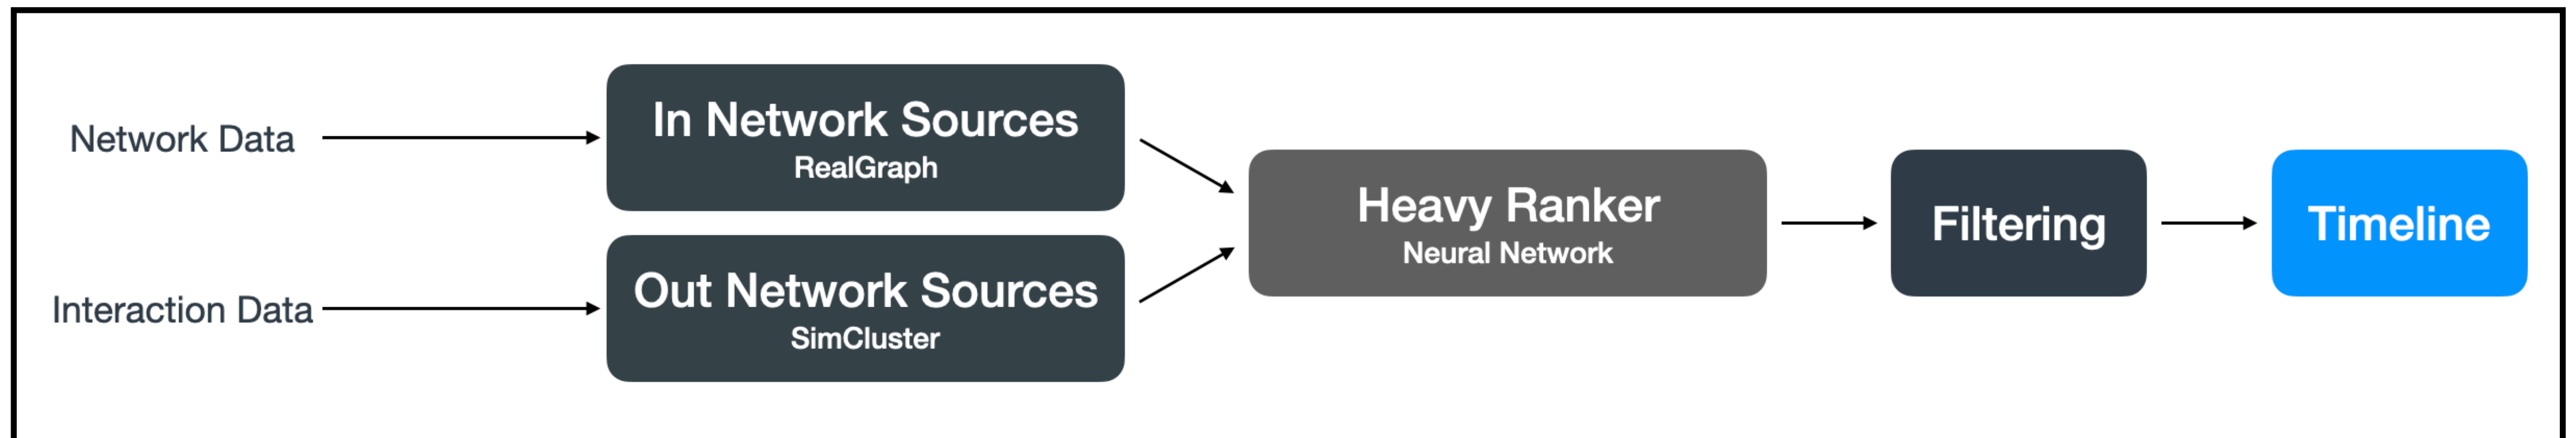 Network Data
In Network Sources
RealGraph
Interaction Data
Out Network Sources
SimCluster
Heavy Ranker
Neural Network
Filtering
Timeline